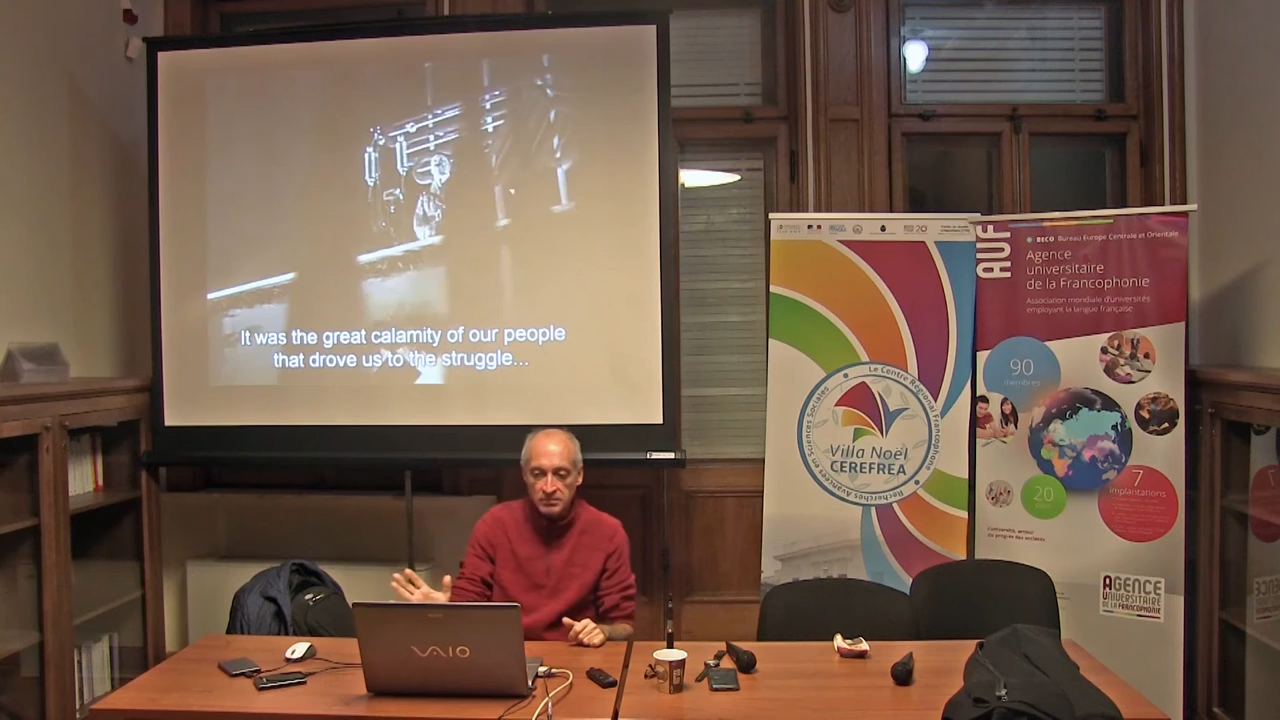 It was the great calamity of our people
that drove us to the struggle...
VAIO
Le Centre Régional Francophone
Recherches Avancées en Sciences Sociales
Villa Noël
CEREFREA
AUF
BECO Bureau Europe Centrale et Orientale
Agence
universitaire
de la Francophonie
Association mondiale d'universités
employant la langue française
90
membres
20
7
implantations
AGENCE
UNIVERSITAIRE
DE LA FRANCOPHONIE